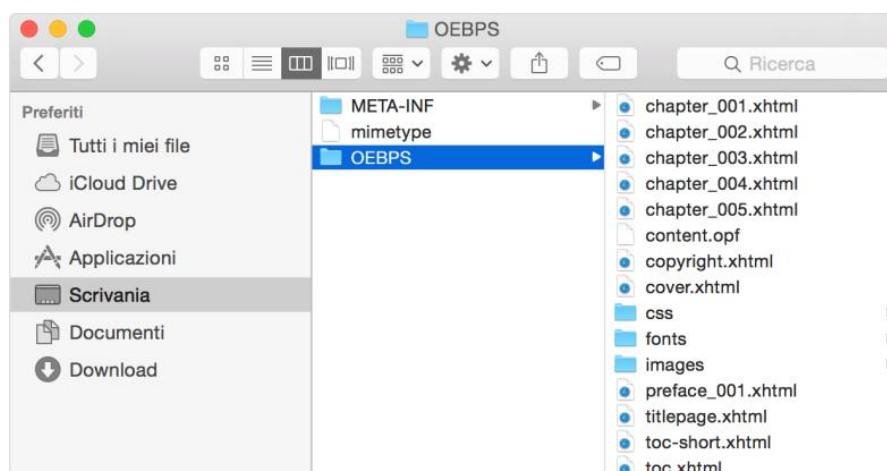 OEBPS
Ricerca
Preferiti
Tutti i miei file
iCloud Drive
AirDrop
Applicazioni
Scrivania
Documenti
Download
META-INF
mimetype
OEBPS
chapter_001.xhtml
chapter_002.xhtml
chapter_003.xhtml
chapter_004.xhtml
chapter_005.xhtml
content.opf
copyright.xhtml
cover.xhtml
css
fonts
images
preface_001.xhtml
titlepage.xhtml
toc-short.xhtml
toc.xhtml